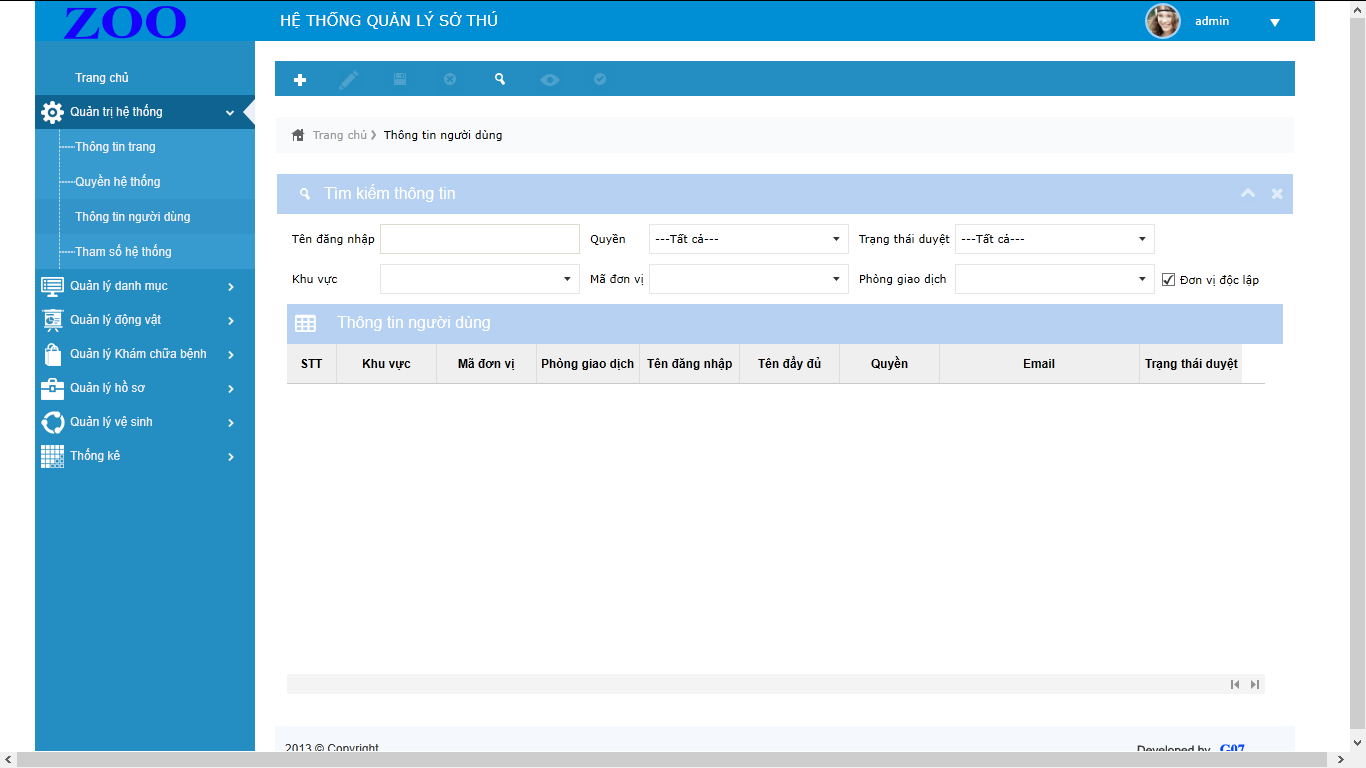 ZOO
HỆ THỐNG QUẢN LÝ SỞ THÚ
admin
Trang chủ
Quản trị hệ thống
Thông tin trang
Quyền hệ thống
Thông tin người dùng
Tham số hệ thống
Quản lý danh mục
Quản lý động vật
Quản lý Khám chữa bệnh
Quản lý hồ sơ
Quản lý vệ sinh
Thống kê
Trang chủ Thông tin người dùng
Tìm kiếm thông tin
Tên đăng nhập Quyền ---Tất cả--- Trạng thái duyệt ---Tất cả---
Khu vực Mã đơn vị Phòng giao dịch Đơn vị độc lập
Thông tin người dùng
STT Khu vực Mã đơn vị Phòng giao dịch Tên đăng nhập Tên đầy đủ Quyền Email Trạng thái duyệt
2013 © Copyright Developed by G07